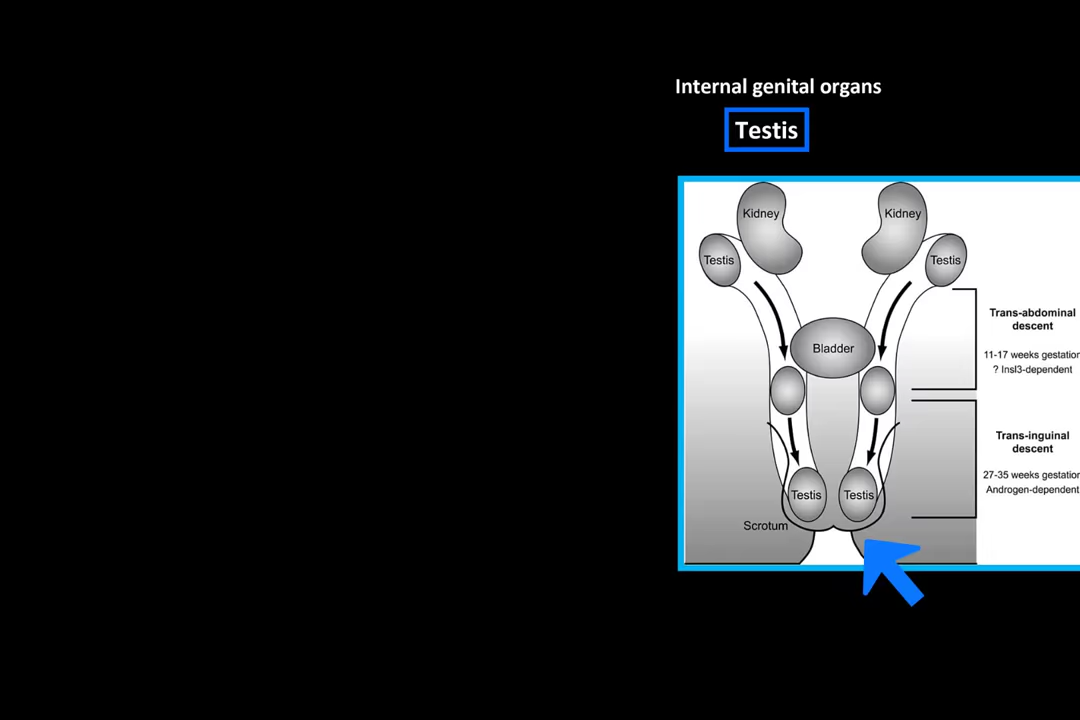 Internal genital organs
Testis
Kidney
Kidney
Testis
Testis
Trans-abdominal
descent
Bladder
11-17 weeks gestation
? Insl3-dependent
Trans-inguinal
descent
27-35 weeks gestation
Androgen-dependent
Testis
Testis
Scrotum